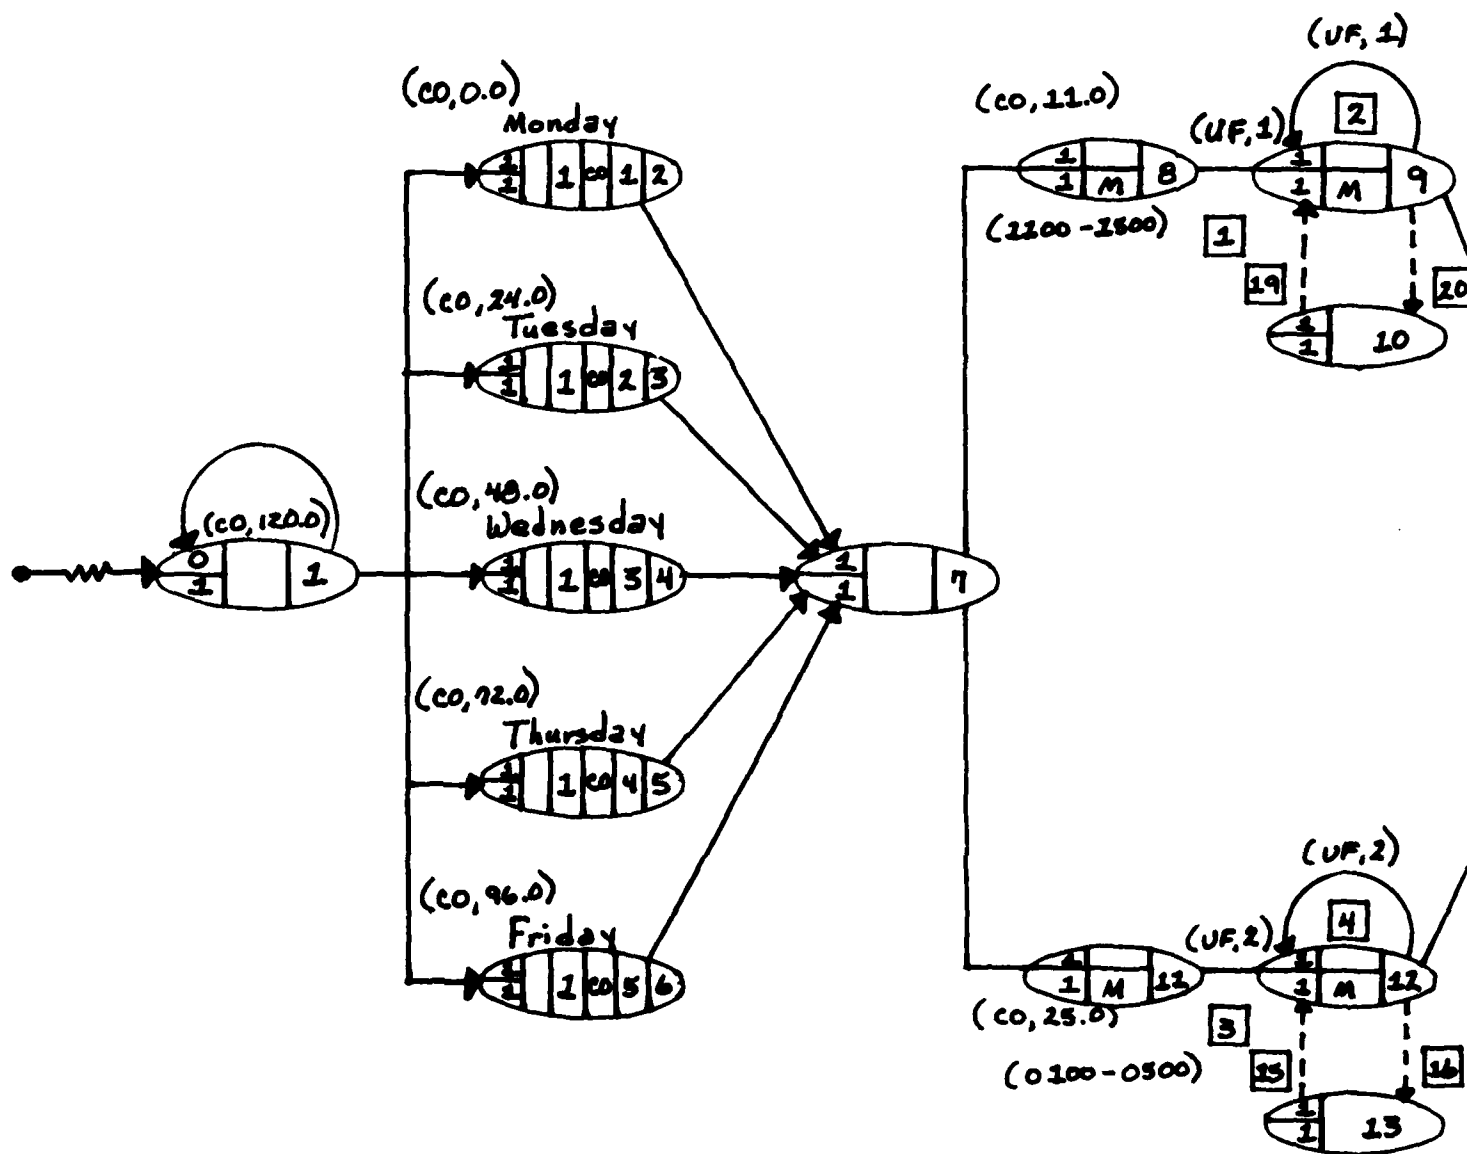 (CO, 0.0)
Monday
1 1 1 CO 1 2
(CO, 24.0)
Tuesday
1 1 1 CO 2 3
(CO, 48.0)
Wednesday
1 1 1 CO 3 4
(CO, 120.0)
0 1 1
(CO, 72.0)
Thursday
1 1 1 CO 4 5
(CO, 96.0)
Friday
1 1 1 CO 5 6
1 1 7
(CO, 11.0)
1 1 M 8
(1100-1500)
(UF, 1)
(UF, 1)
2
1 1 M 9
1
19
20
1 1 10
(CO, 25.0)
1 1 M
(0100-0500)
(UF, 2)
(UF, 2)
4
1 1 M 12
3
15
16
1 1 13